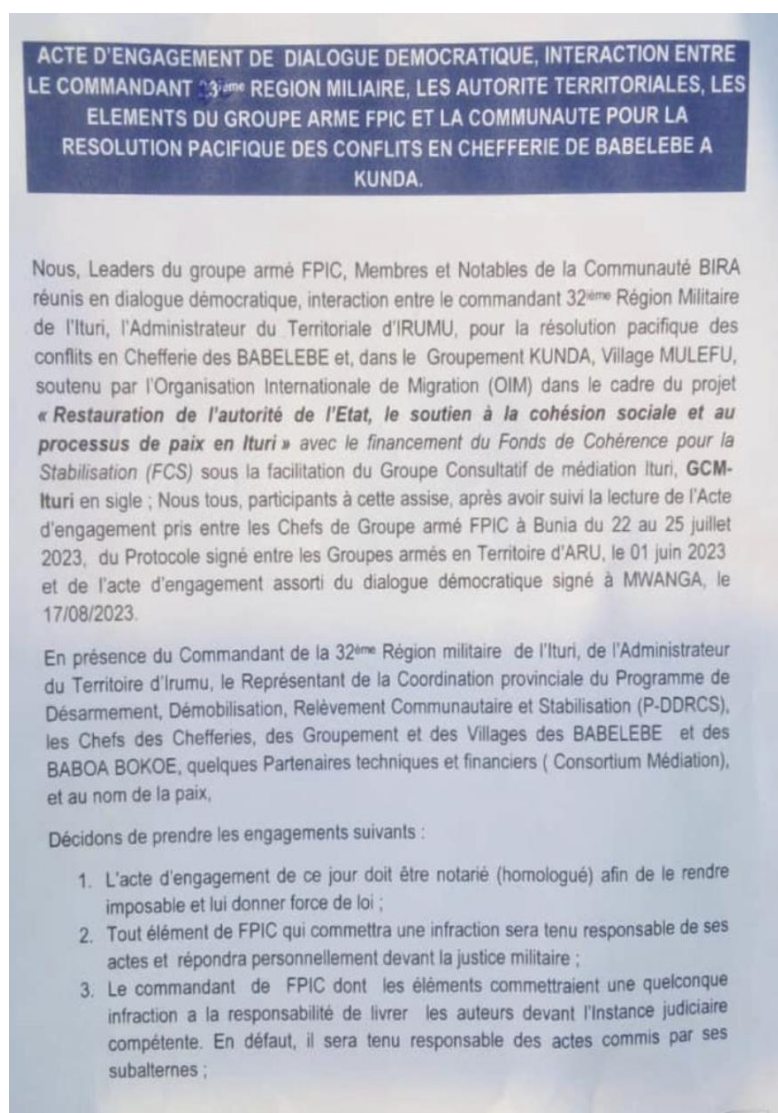 ACTE D'ENGAGEMENT DE DIALOGUE DEMOCRATIQUE, INTERACTION ENTRE
LE COMMANDANT 32ième REGION MILIAIRE, LES AUTORITE TERRITORIALES, LES
ELEMENTS DU GROUPE ARME FPIC ET LA COMMUNAUTE POUR LA
RESOLUTION PACIFIQUE DES CONFLITS EN CHEFFERIE DE BABELEBE A
KUNDA.
Nous, Leaders du groupe armé FPIC, Membres et Notables de la Communauté BIRA
réunis en dialogue démocratique, interaction entre le commandant 32ième Région Militaire
de l'Ituri, l'Administrateur du Territoriale d'IRUMU, pour la résolution pacifique des
conflits en Chefferie des BABELEBE et, dans le Groupement KUNDA, Village MULEFU,
soutenu par l'Organisation Internationale de Migration (OIM) dans le cadre du projet
« Restauration de l'autorité de l'Etat, le soutien à la cohésion sociale et au
processus de paix en Ituri » avec le financement du Fonds de Cohérence pour la
Stabilisation (FCS) sous la facilitation du Groupe Consultatif de médiation Ituri, GCM-
Ituri en sigle ; Nous tous, participants à cette assise, après avoir suivi la lecture de l'Acte
d'engagement pris entre les Chefs de Groupe armé FPIC à Bunia du 22 au 25 juillet
2023, du Protocole signé entre les Groupes armés en Territoire d'ARU, le 01 juin 2023
et de l'acte d'engagement assorti du dialogue démocratique signé à MWANGA, le
17/08/2023.
En présence du Commandant de la 32ème Région militaire de l'Ituri, de l'Administrateur
du Territoire d'Irumu, le Représentant de la Coordination provinciale du Programme de
Désarmement, Démobilisation, Relèvement Communautaire et Stabilisation (P-DDRCS),
les Chefs des Chefferies, des Groupement et des Villages des BABELEBE et des
BABOA BOKOE, quelques Partenaires techniques et financiers ( Consortium Médiation),
et au nom de la paix,
Décidons de prendre les engagements suivants :
1. L'acte d'engagement de ce jour doit être notarié (homologué) afin de le rendre
imposable et lui donner force de loi ;
2. Tout élément de FPIC qui commettra une infraction sera tenu responsable de ses
actes et répondra personnellement devant la justice militaire ;
3. Le commandant de FPIC dont les éléments commettraient une quelconque
infraction a la responsabilité de livrer les auteurs devant l'Instance judiciaire
compétente. En défaut, il sera tenu responsable des actes commis par ses
subalternes ;